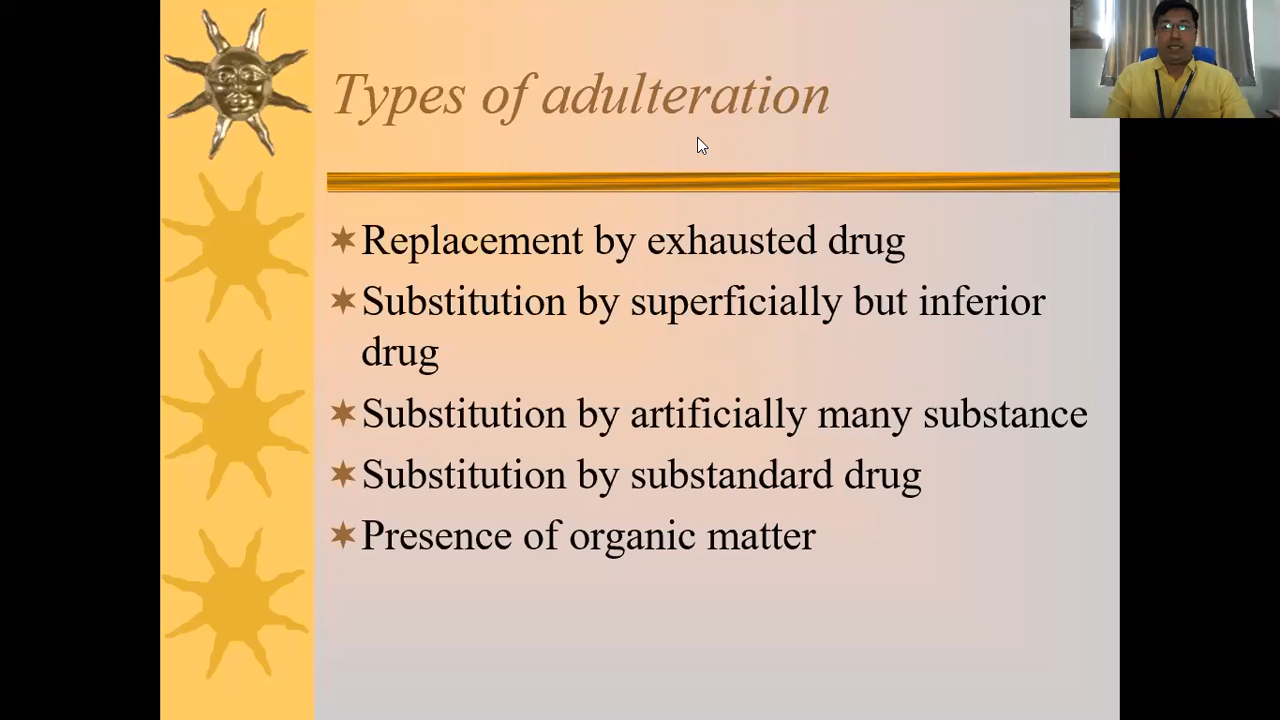 Types of adulteration
Replacement by exhausted drug
Substitution by superficially but inferior
drug
Substitution by artificially many substance
Substitution by substandard drug
Presence of organic matter